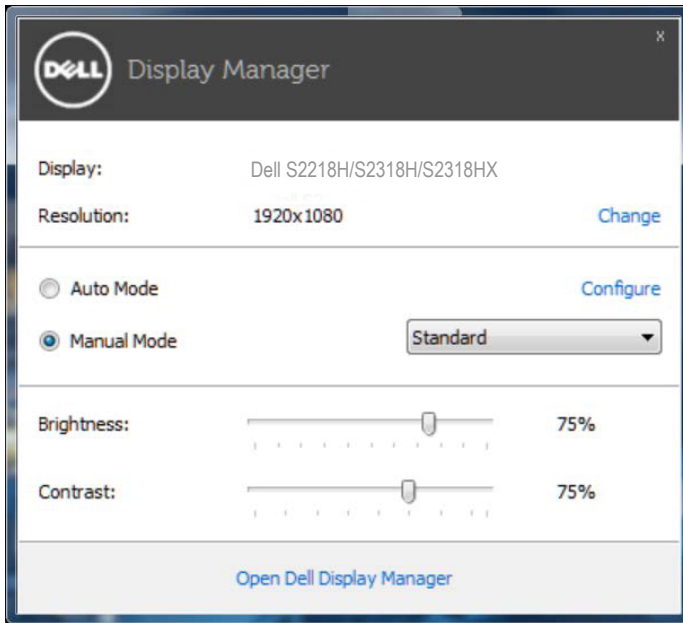 x
DELL Display Manager
Display: Dell S2218H/S2318H/S2318HX
Resolution: 1920x1080 Change
Auto Mode Configure
Manual Mode Standard
Brightness: 75%
Contrast: 75%
Open Dell Display Manager